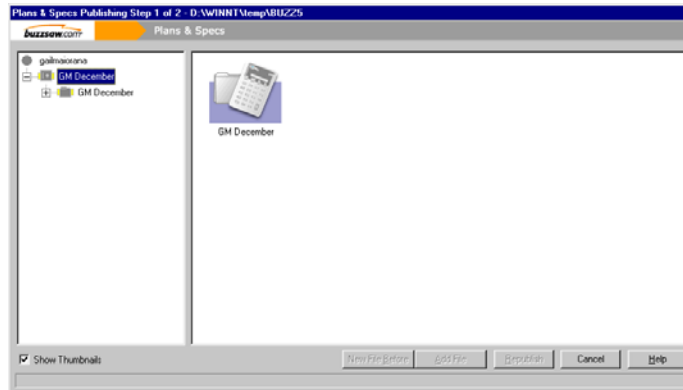 Plans & Specs Publishing Step 1 of 2 - D:\WINNT\temp\BUZZ5
buzzsaw.com
Plans & Specs
gailmaiorana
GM December
GM December
GM December
Show Thumbnails
New File Before
Add File
Republish
Cancel
Help